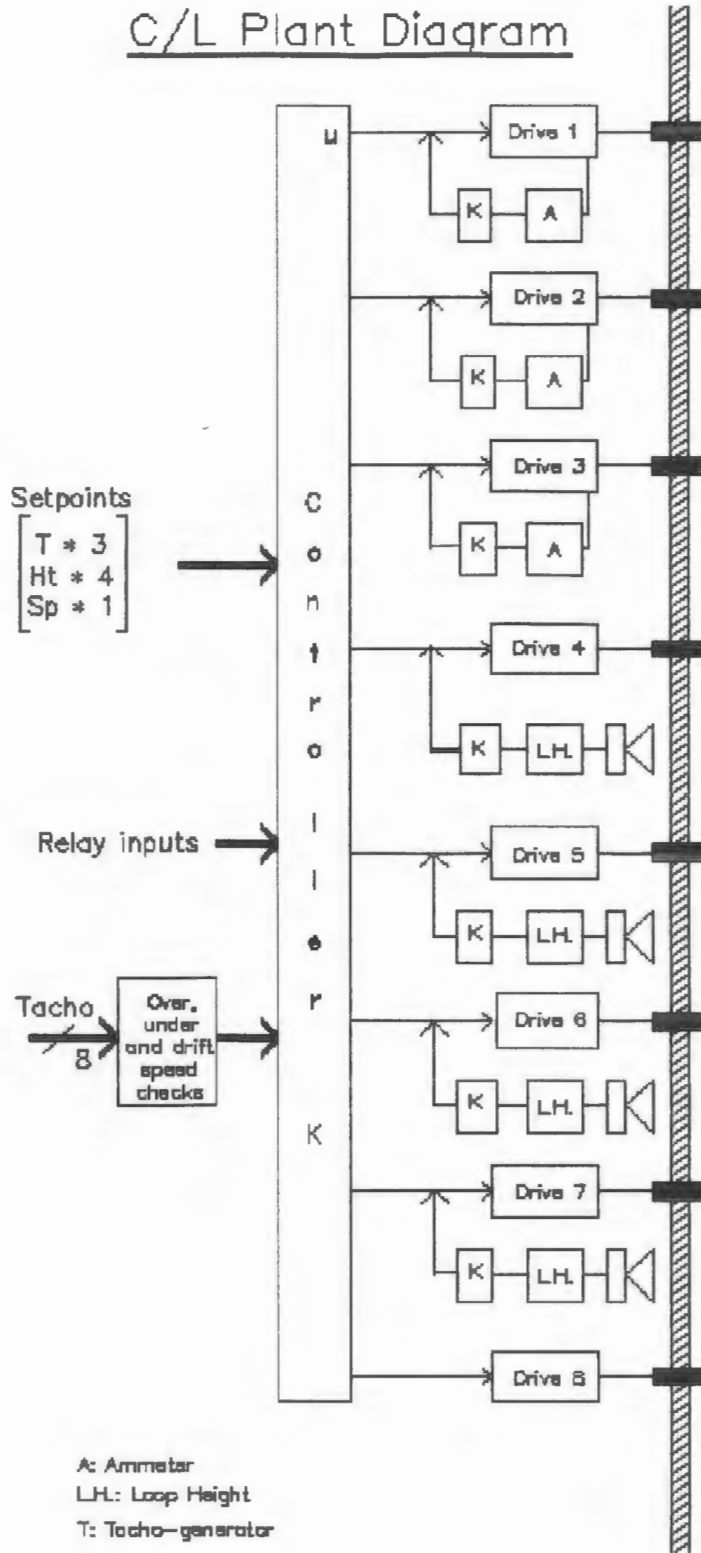 C/L Plant Diagram
u
Drive 1
K
A
Drive 2
K
A
Drive 3
K
A
Setpoints
T * 3
Ht * 4
Sp * 1
Controller K
Drive 4
K
L.H.
Relay inputs
Drive 5
K
L.H.
Tacho
8
Over,
under
and drift
speed
checks
Drive 6
K
L.H.
Drive 7
K
L.H.
Drive 8
A: Ammeter
L.H.: Loop Height
T: Tacho-generator